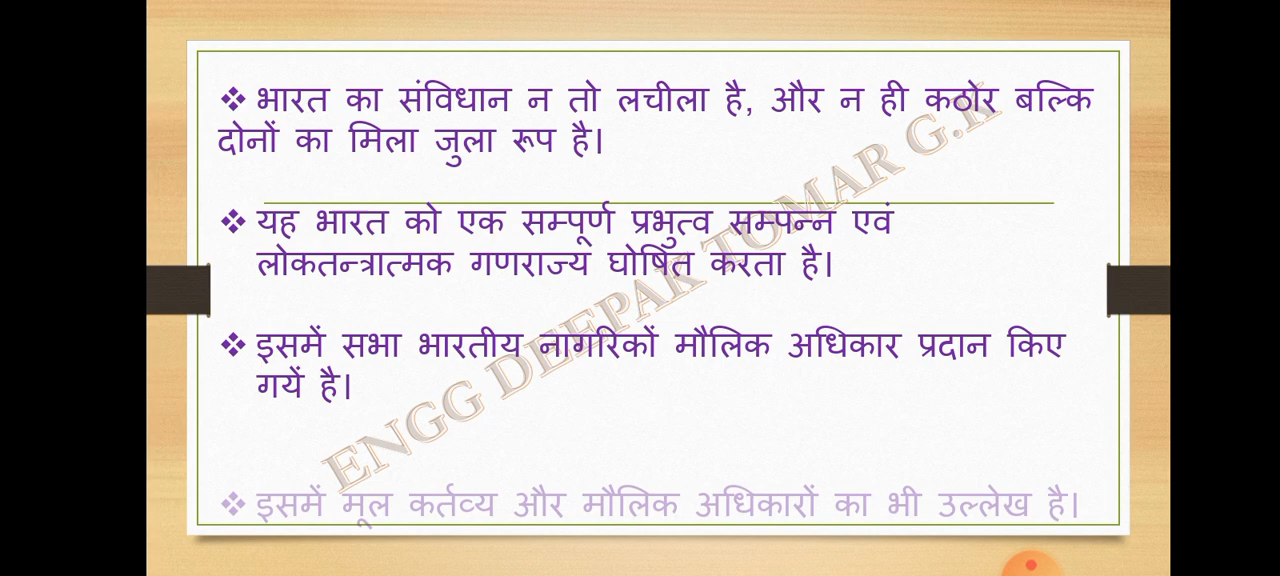 ❖ भारत का संविधान न तो लचीला है, और न ही कठोर बल्कि
दोनों का मिला जुला रूप है।
❖ यह भारत को एक सम्पूर्ण प्रभुत्व सम्पन्न एवं
लोकतन्त्रात्मक गणराज्य घोषित करता है।
❖ इसमें सभा भारतीय नागरिकों मौलिक अधिकार प्रदान किए
गयें है।
❖ इसमें मूल कर्तव्य और मौलिक अधिकारों का भी उल्लेख है।
ENGG DEEPAK TOMAR G.K